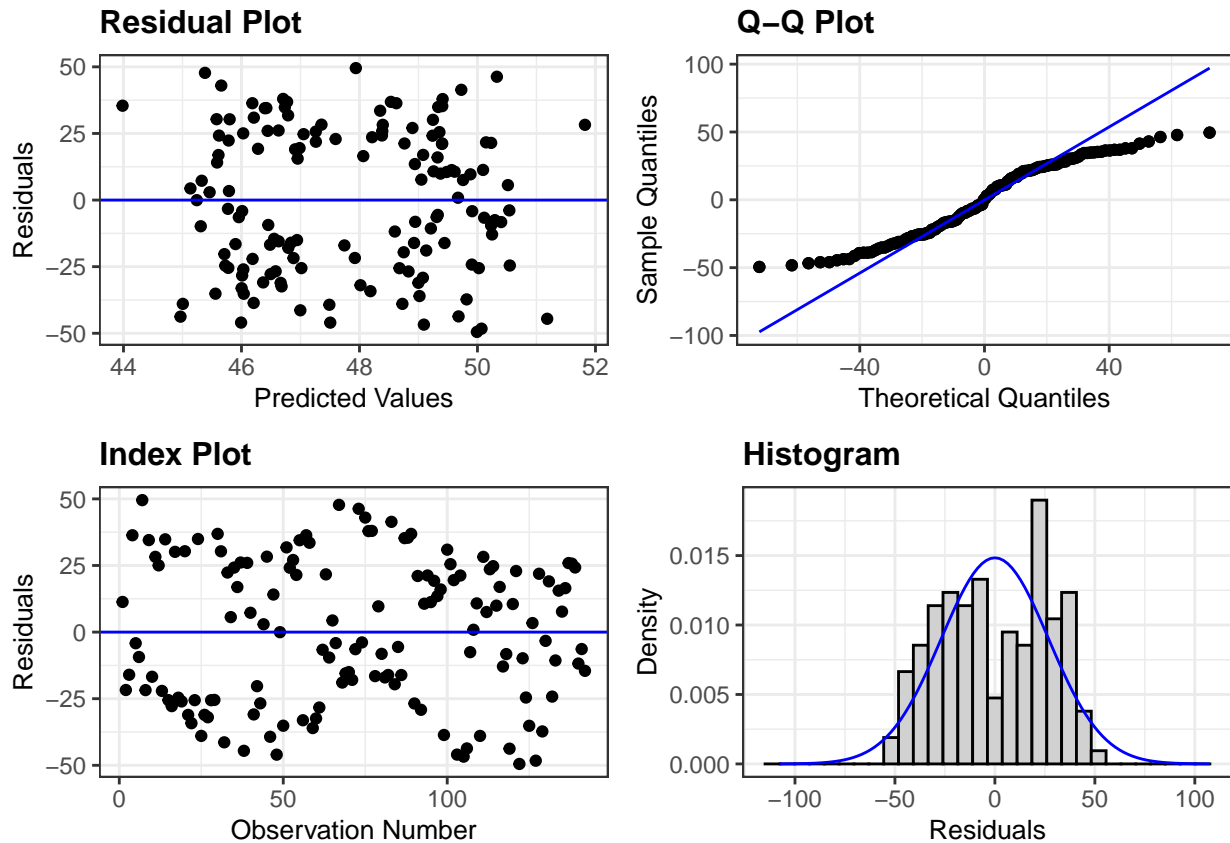 Residual Plot
50
25
0
−25
−50
Residuals
44 46 48 50 52
Predicted Values
Q−Q Plot
100
50
0
−50
−100
Sample Quantiles
−40 0 40
Theoretical Quantiles
Index Plot
50
25
0
−25
−50
Residuals
0 50 100
Observation Number
Histogram
0.015
0.010
0.005
0.000
Density
−100 −50 0 50 100
Residuals